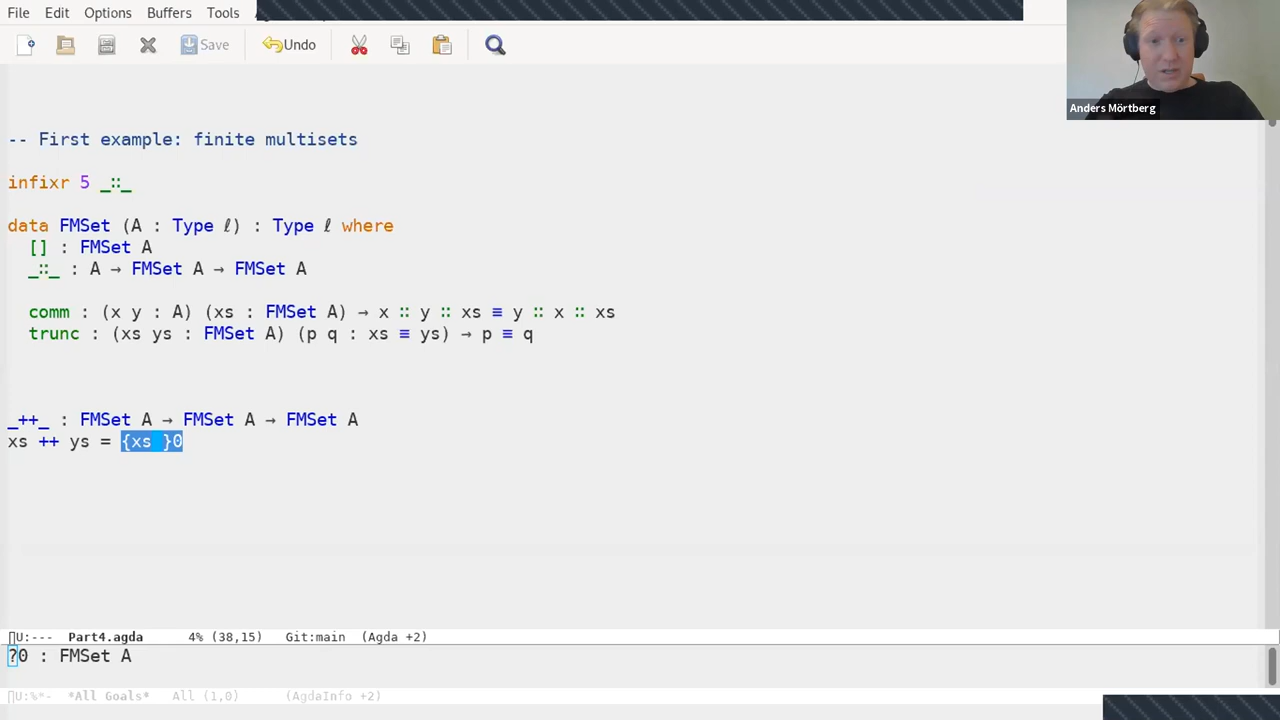 File Edit Options Buffers Tools
Save Undo
Anders Mörtberg
-- First example: finite multisets
infixr 5 _∷_
data FMSet (A : Type ℓ) : Type ℓ where
[] : FMSet A
_∷_ : A → FMSet A → FMSet A
comm : (x y : A) (xs : FMSet A) → x ∷ y ∷ xs ≡ y ∷ x ∷ xs
trunc : (xs ys : FMSet A) (p q : xs ≡ ys) → p ≡ q
_++_ : FMSet A → FMSet A → FMSet A
xs ++ ys = {xs }0
U:--- Part4.agda 4% (38,15) Git:main (Agda +2)
?0 : FMSet A
U:%*- *All Goals* All (1,0) (AgdaInfo +2)